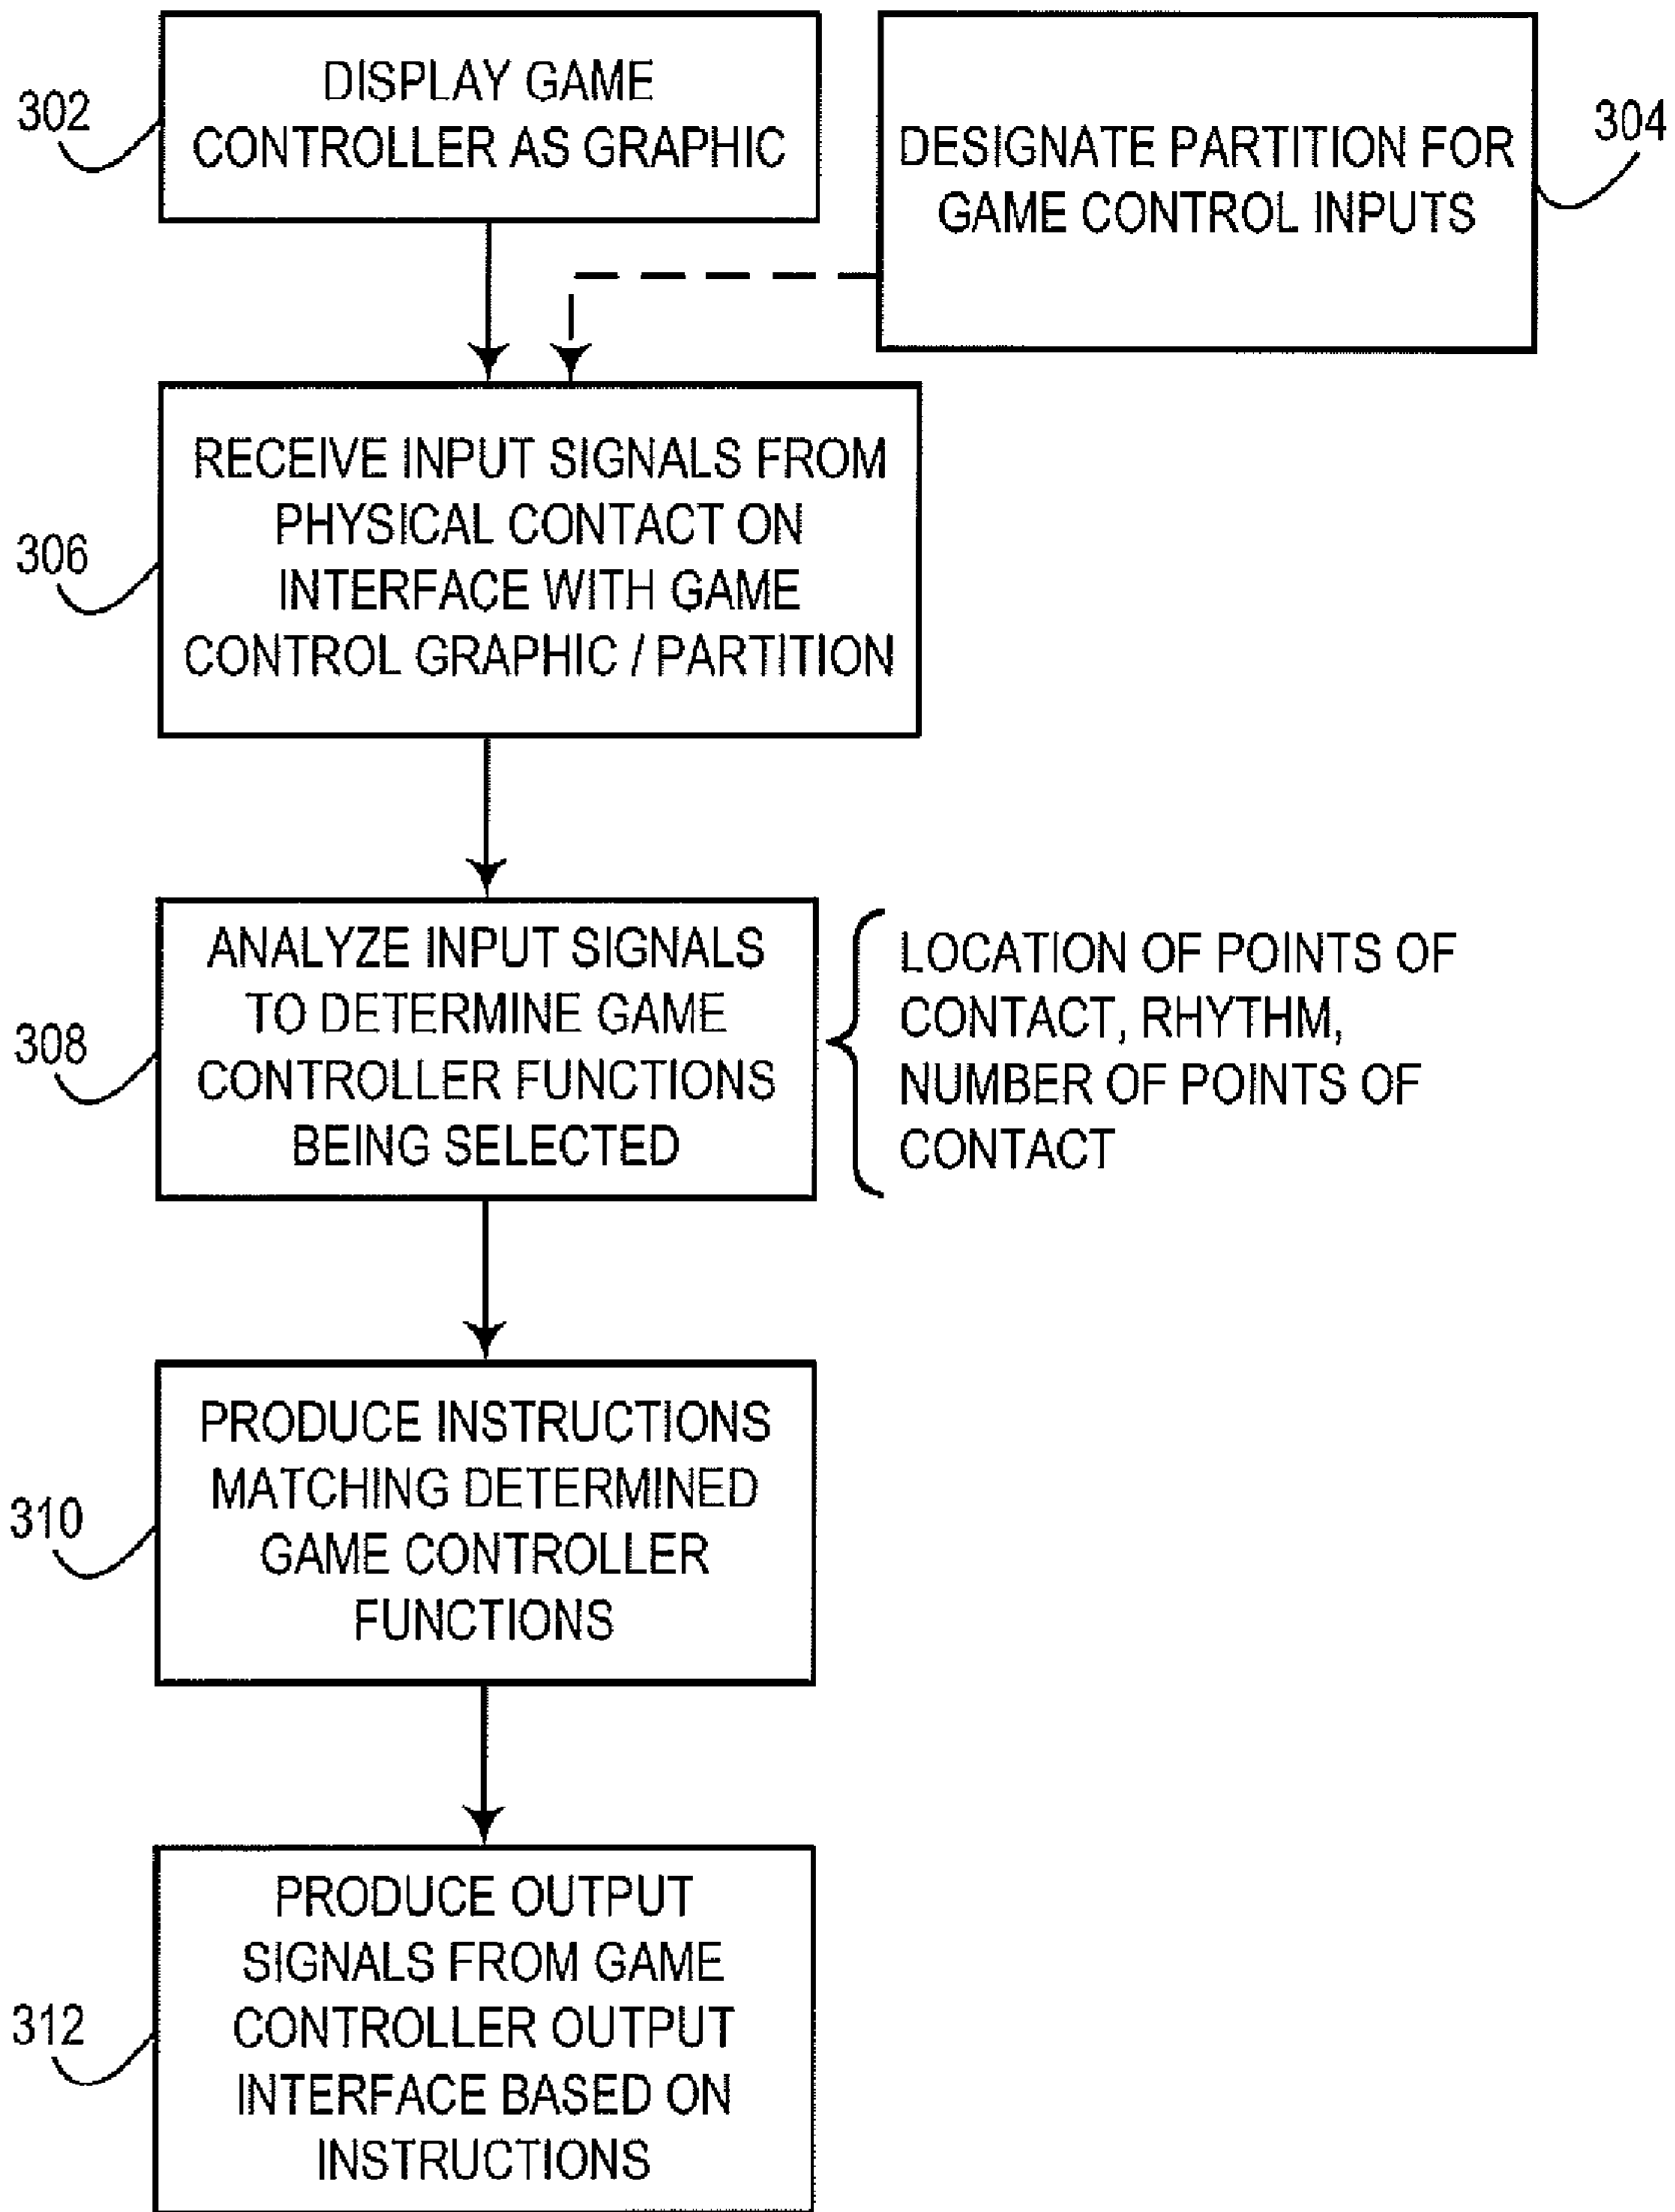 302
DISPLAY GAME
CONTROLLER AS GRAPHIC
DESIGNATE PARTITION FOR
GAME CONTROL INPUTS
304
306
RECEIVE INPUT SIGNALS FROM
PHYSICAL CONTACT ON
INTERFACE WITH GAME
CONTROL GRAPHIC / PARTITION
308
ANALYZE INPUT SIGNALS
TO DETERMINE GAME
CONTROLLER FUNCTIONS
BEING SELECTED
LOCATION OF POINTS OF
CONTACT, RHYTHM,
NUMBER OF POINTS OF
CONTACT
310
PRODUCE INSTRUCTIONS
MATCHING DETERMINED
GAME CONTROLLER
FUNCTIONS
312
PRODUCE OUTPUT
SIGNALS FROM GAME
CONTROLLER OUTPUT
INTERFACE BASED ON
INSTRUCTIONS